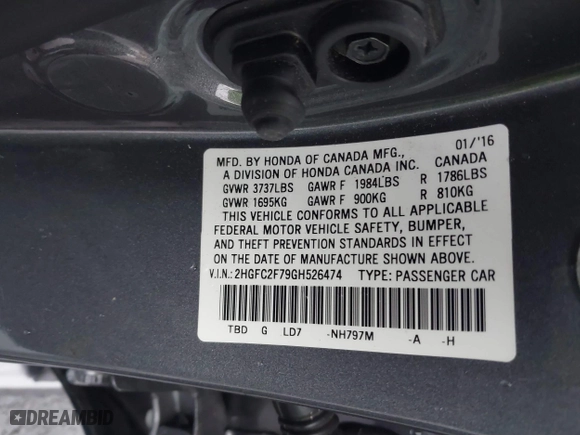 01/'16
MFD. BY HONDA OF CANADA MFG., CANADA
A DIVISION OF HONDA CANADA INC.
GVWR 3737LBS GAWR F 1984LBS R 1786LBS
GVWR 1695KG GAWR F 900KG R 810KG
THIS VEHICLE CONFORMS TO ALL APPLICABLE
FEDERAL MOTOR VEHICLE SAFETY, BUMPER,
AND THEFT PREVENTION STANDARDS IN EFFECT
ON THE DATE OF MANUFACTURE SHOWN ABOVE.
V.I.N.: 2HGFC2F79GH526474 TYPE: PASSENGER CAR
TBD G LD7 -NH797M -A -H
DREAMBID